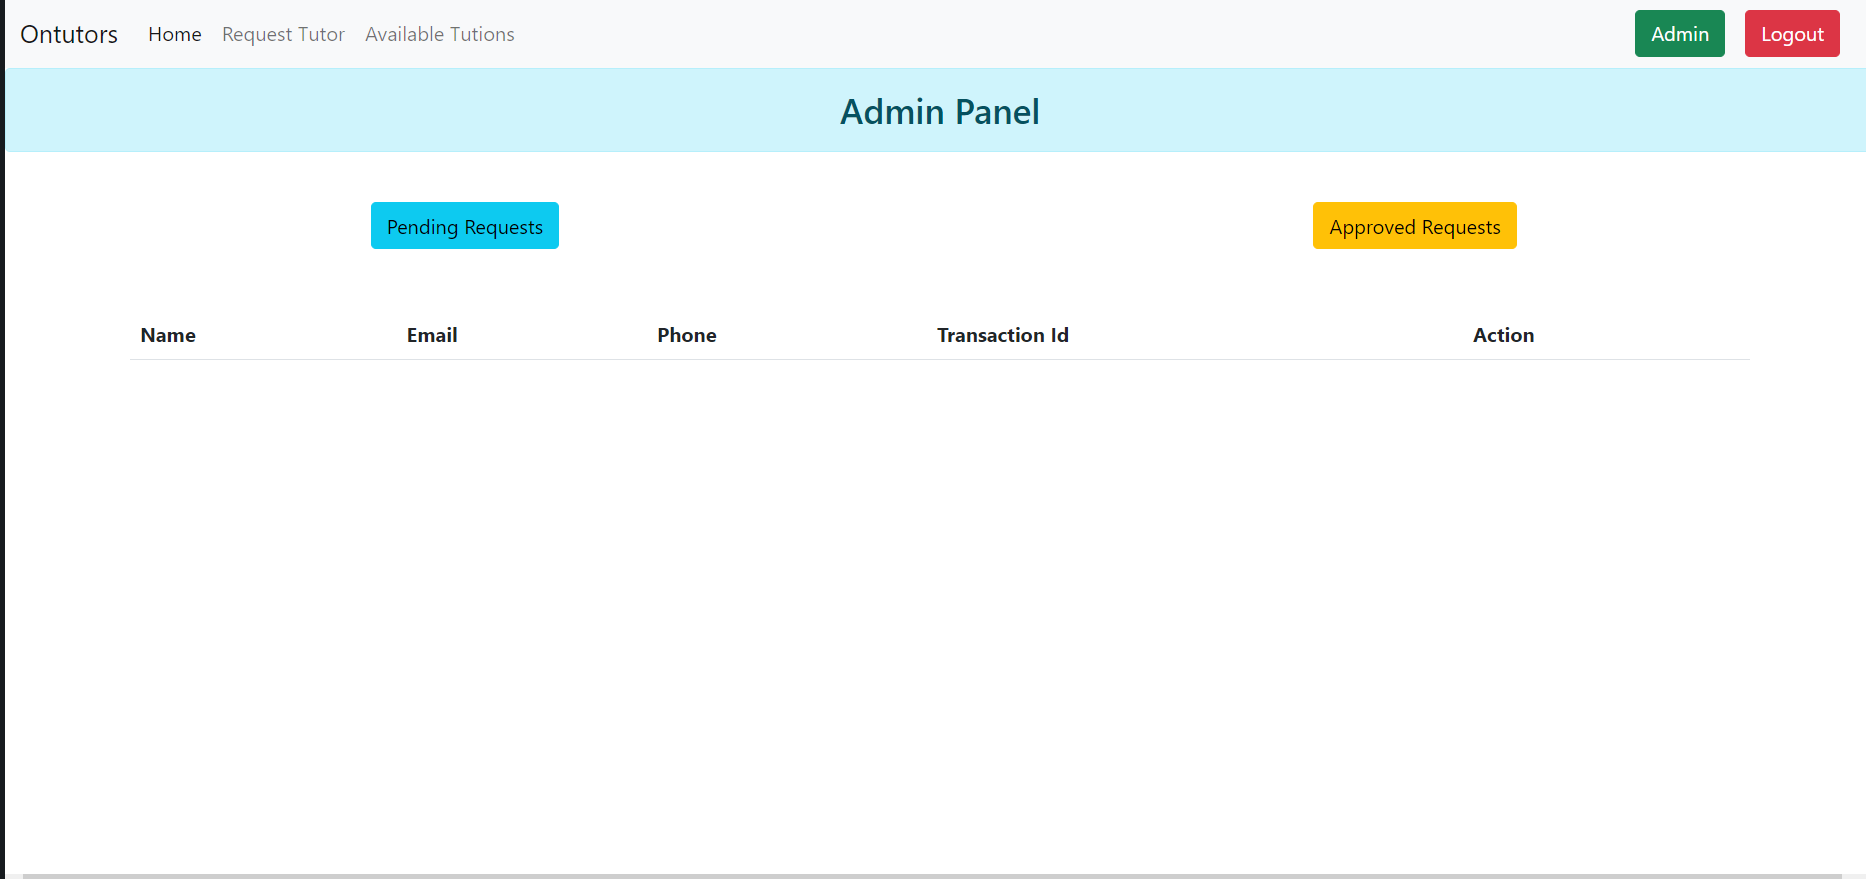 Ontutors Home Request Tutor Available Tutions Admin Logout
Admin Panel
Pending Requests Approved Requests
Name Email Phone Transaction Id Action